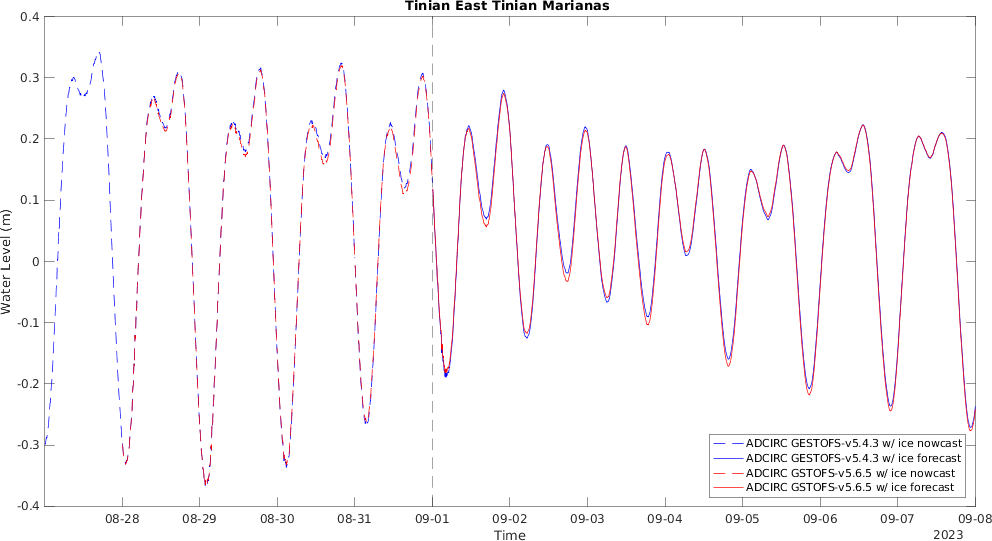 Tinian East Tinian Marianas
0.4
0.3
0.2
0.1
0
-0.1
-0.2
-0.3
-0.4
Water Level (m)
ADCIRC GESTOFS-v5.4.3 w/ ice nowcast
ADCIRC GESTOFS-v5.4.3 w/ ice forecast
ADCIRC GSTOFS-v5.6.5 w/ ice nowcast
ADCIRC GSTOFS-v5.6.5 w/ ice forecast
08-28 08-29 08-30 08-31 09-01 09-02 09-03 09-04 09-05 09-06 09-07 09-08
Time 2023